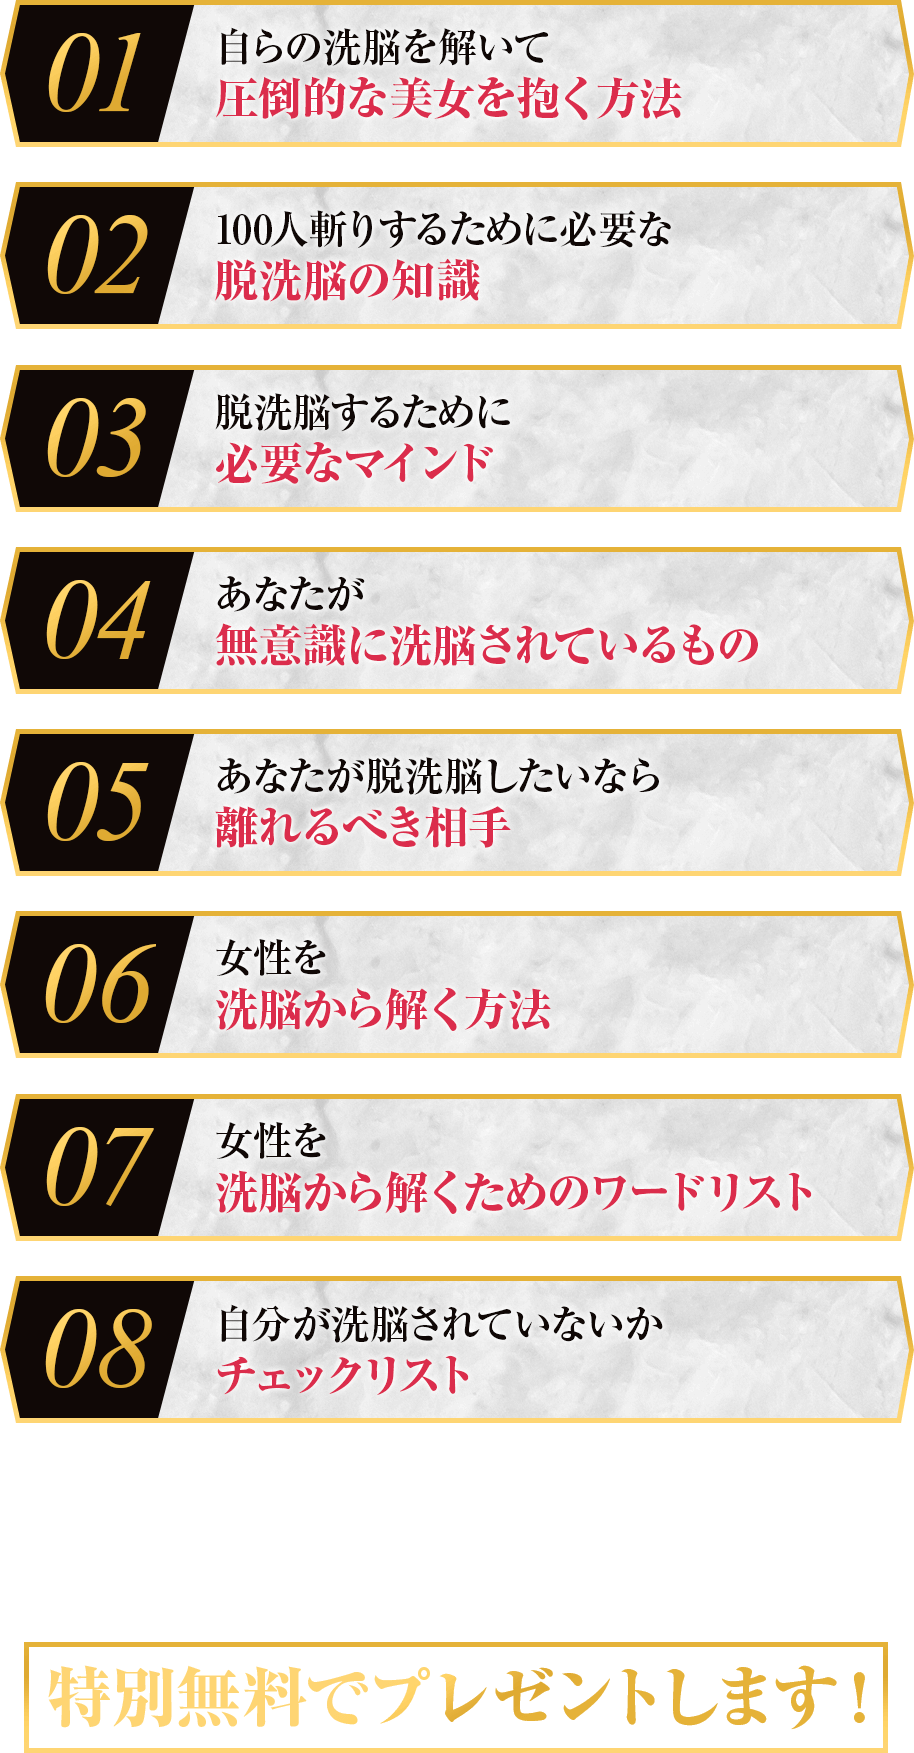 01
自らの洗脳を解いて
圧倒的な美女を抱く方法
02
100人斬りするために必要な
脱洗脳の知識
03
脱洗脳するために
必要なマインド
04
あなたが
無意識に洗脳されているもの
05
あなたが脱洗脳したいなら
離れるべき相手
06
女性を
洗脳から解く方法
07
女性を
洗脳から解くためのワードリスト
08
自分が洗脳されていないか
チェックリスト
特別無料でプレゼントします！